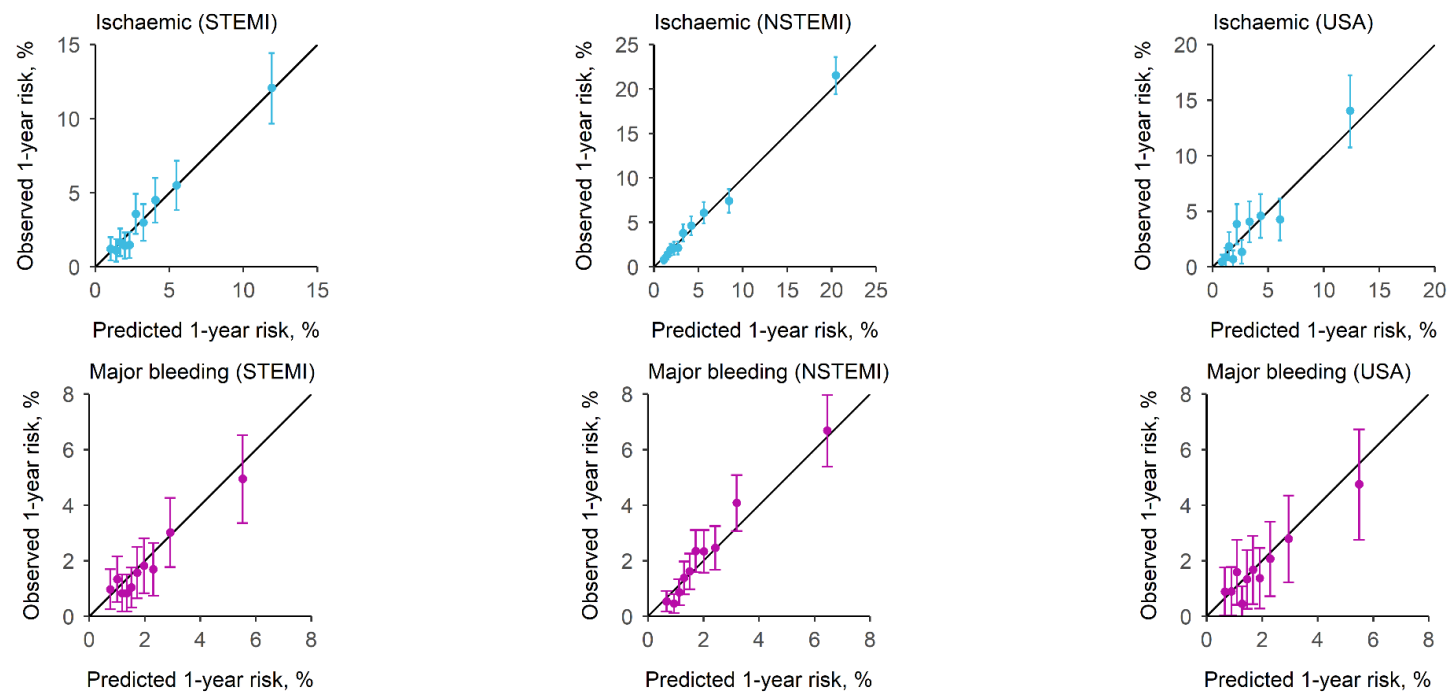 Ischaemic (STEMI)
Observed 1-year risk, %
15
10
5
0
0 5 10 15
Predicted 1-year risk, %
Ischaemic (NSTEMI)
Observed 1-year risk, %
25
20
15
10
5
0
0 5 10 15 20 25
Predicted 1-year risk, %
Ischaemic (USA)
Observed 1-year risk, %
20
15
10
5
0
0 5 10 15 20
Predicted 1-year risk, %
Major bleeding (STEMI)
Observed 1-year risk, %
8
6
4
2
0
0 2 4 6 8
Predicted 1-year risk, %
Major bleeding (NSTEMI)
Observed 1-year risk, %
8
6
4
2
0
0 2 4 6 8
Predicted 1-year risk, %
Major bleeding (USA)
Observed 1-year risk, %
8
6
4
2
0
0 2 4 6 8
Predicted 1-year risk, %